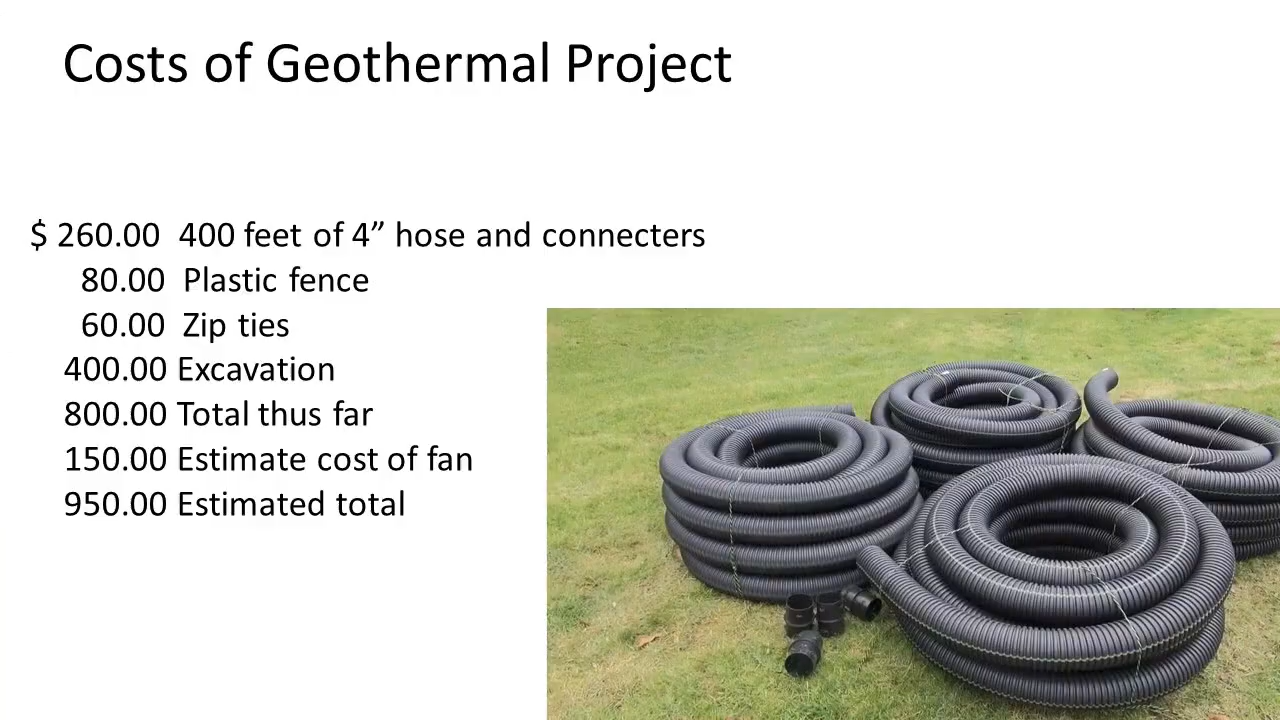 Costs of Geothermal Project
$ 260.00 400 feet of 4” hose and connecters
80.00 Plastic fence
60.00 Zip ties
400.00 Excavation
800.00 Total thus far
150.00 Estimate cost of fan
950.00 Estimated total